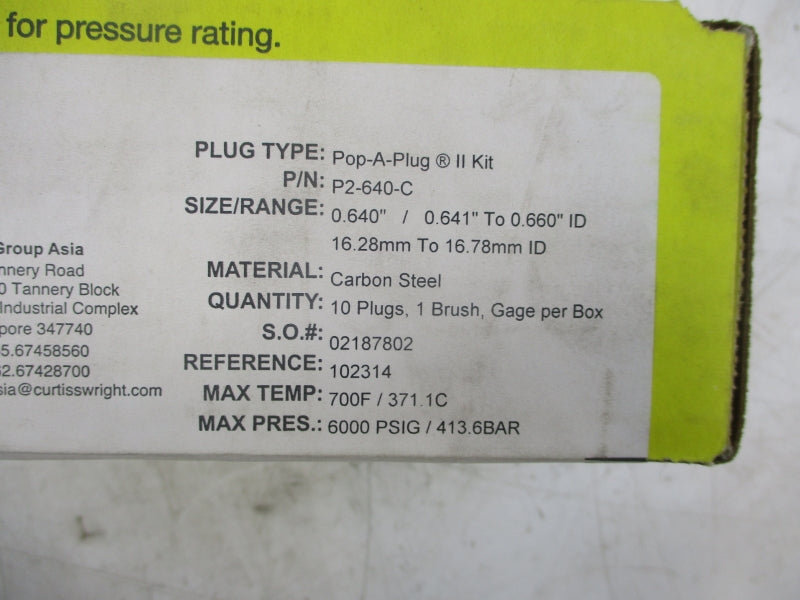 for pressure rating.
PLUG TYPE: Pop-A-Plug ® II Kit
P/N: P2-640-C
SIZE/RANGE: 0.640" / 0.641" To 0.660" ID
16.28mm To 16.78mm ID
MATERIAL: Carbon Steel
QUANTITY: 10 Plugs, 1 Brush, Gage per Box
S.O.#: 02187802
REFERENCE: 102314
MAX TEMP: 700F / 371.1C
MAX PRES.: 6000 PSIG / 413.6BAR
Group Asia
nnery Road
0 Tannery Block
Industrial Complex
pore 347740
5.67458560
2.67428700
sia@curtisswright.com